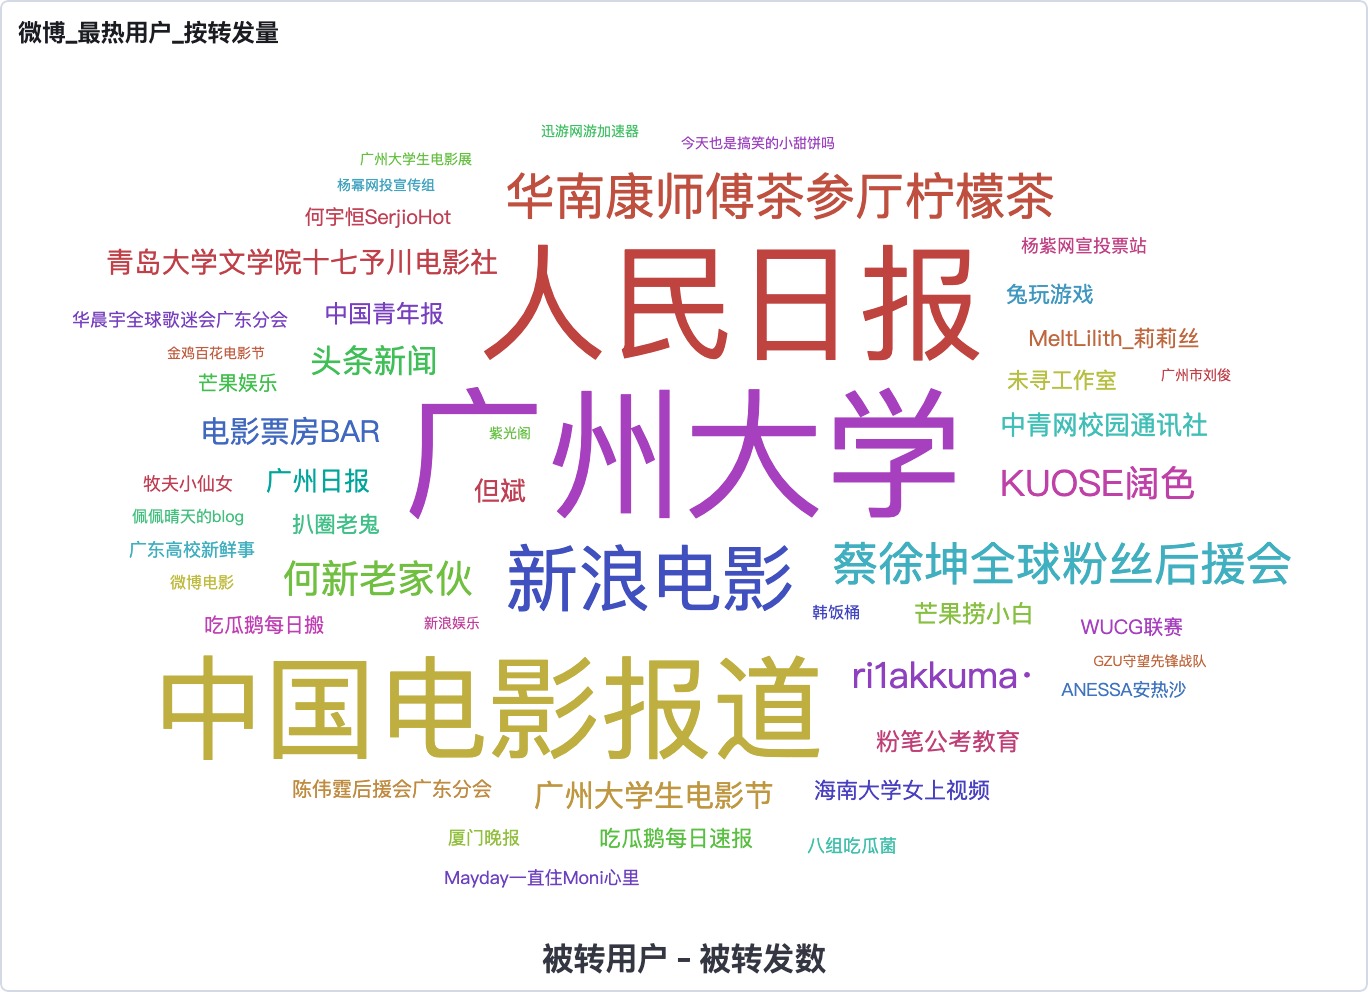 微博_最热用户_按转发量
迅游网游加速器
今天也是搞笑的小甜饼吗
广州大学生电影展
杨幂网投宣传组
华南康师傅茶参厅柠檬茶
何宇恒SerjioHot
杨紫网宣投票站
青岛大学文学院十七予川电影社
人民日报
兔玩游戏
华晨宇全球歌迷会广东分会
中国青年报
MeltLilith_莉莉丝
金鸡百花电影节
头条新闻
芒果娱乐
未寻工作室
广州市刘俊
电影票房BAR
紫光阁
广州大学
中青网校园通讯社
牧夫小仙女
广州日报
但斌
KUOSE阔色
佩佩晴天的blog
扒圈老鬼
广东高校新鲜事
蔡徐坤全球粉丝后援会
微博电影
何新老家伙
新浪电影
韩饭桶
芒果捞小白
吃瓜鹅每日搬
新浪娱乐
WUCG联赛
GZU守望先锋战队
中国电影报道
ri1akkuma·
ANESSA安热沙
粉笔公考教育
陈伟霆后援会广东分会
广州大学生电影节
海南大学女上视频
厦门晚报
吃瓜鹅每日速报
八组吃瓜菌
Mayday一直住Moni心里
被转用户 - 被转发数